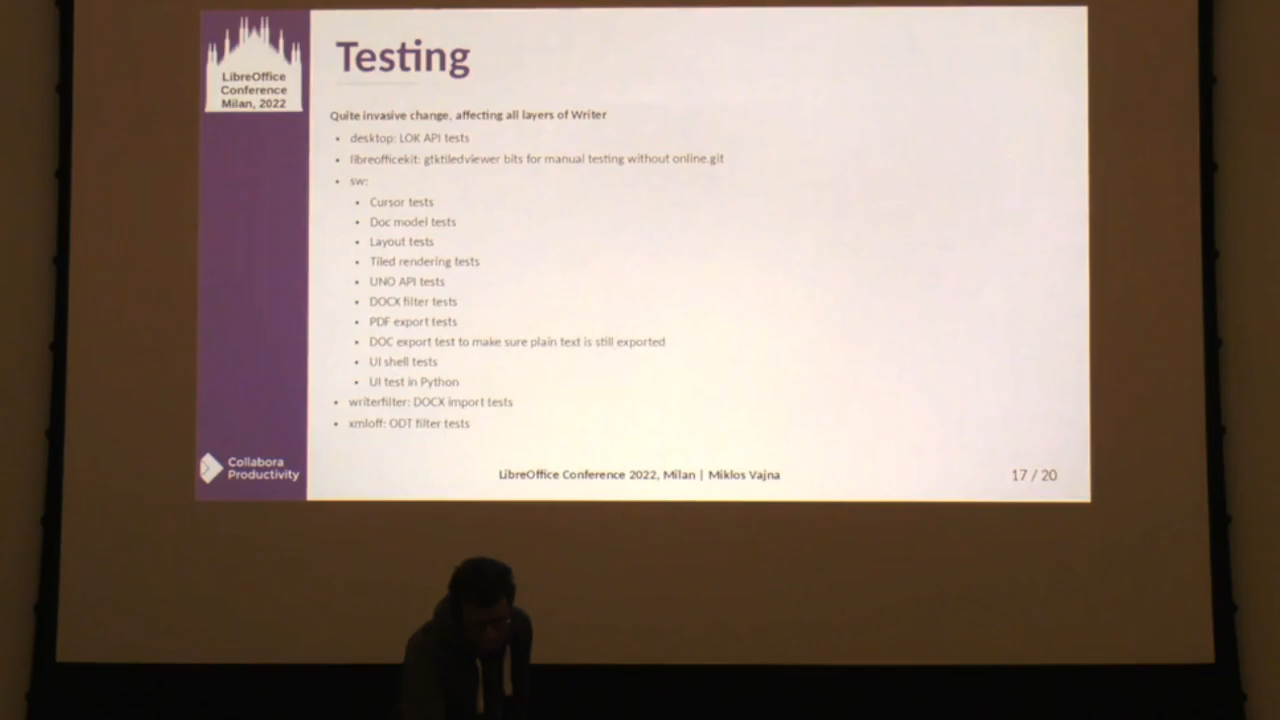 LibreOffice
Conference
Milan, 2022
Testing
Quite invasive change, affecting all layers of Writer
• desktop: LOK API tests
• libreofficekit: gtktiledviewer bits for manual testing without online.git
• sw:
• Cursor tests
• Doc model tests
• Layout tests
• Tiled rendering tests
• UNO API tests
• DOCX filter tests
• PDF export tests
• DOC export test to make sure plain text is still exported
• UI shell tests
• UI test in Python
• writerfilter: DOCX import tests
• xmloff: ODT filter tests
Collabora
Productivity
LibreOffice Conference 2022, Milan | Miklos Vajna
17 / 20